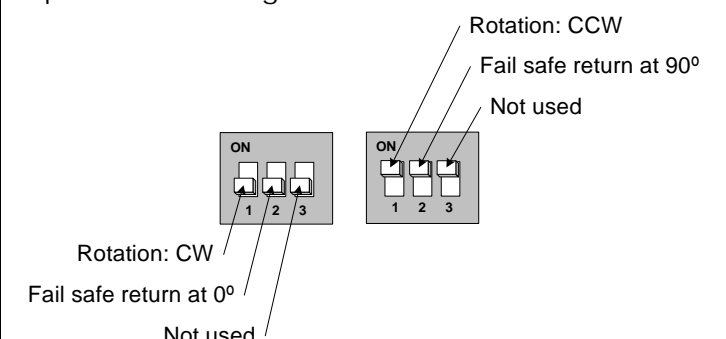 Rotation: CCW
Fail safe return at 90º
Not used
ON
ON
1 2 3
1 2 3
Rotation: CW
Fail safe return at 0º
Not used